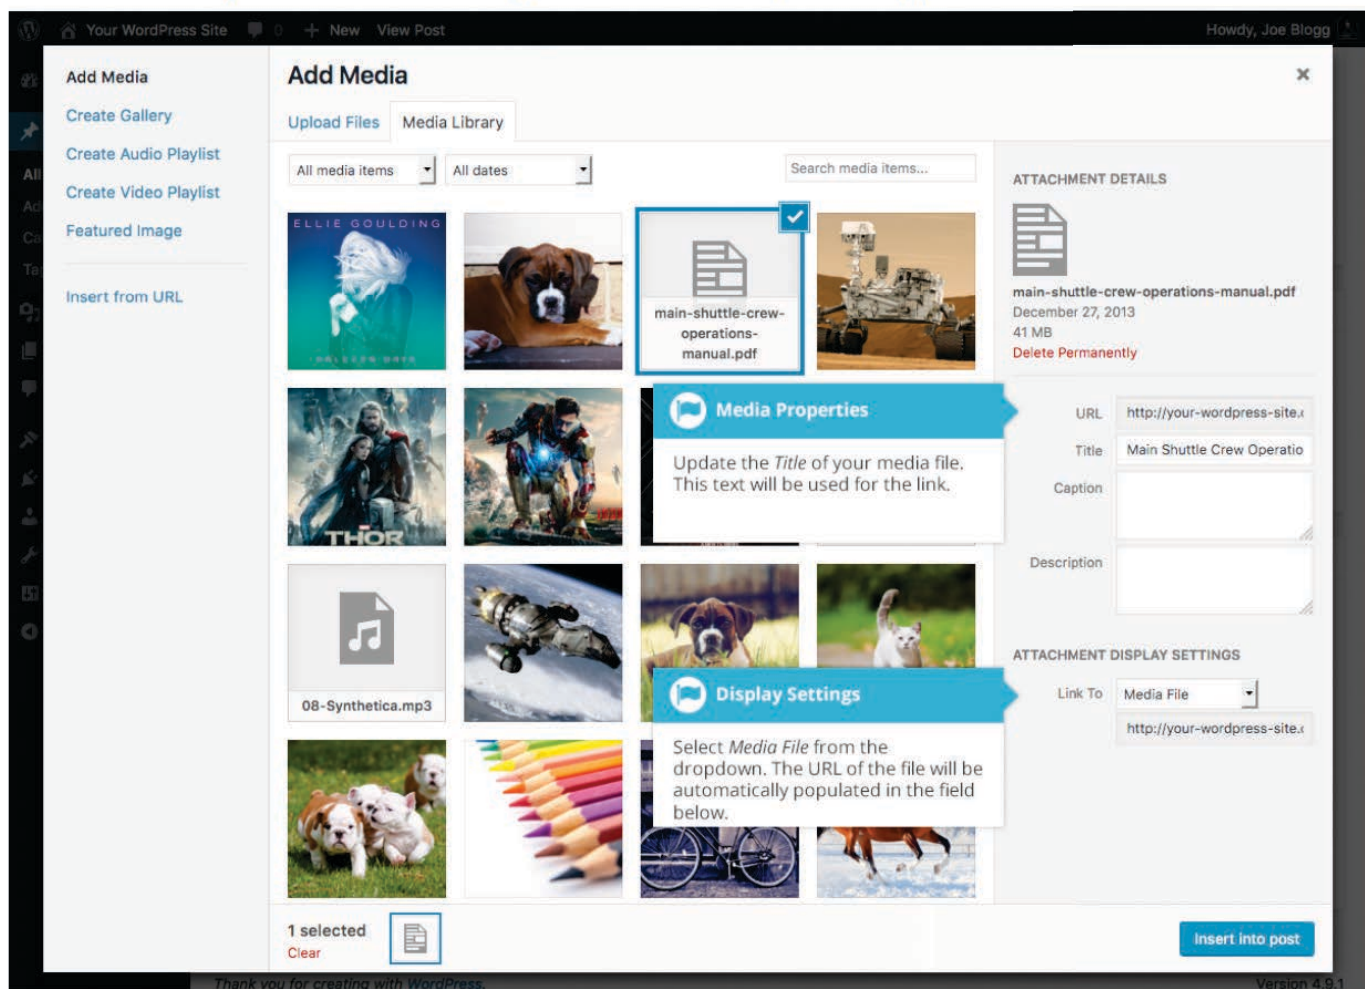 Your WordPress Site
0
New
View Post
Howdy, Joe Blogg
Add Media
Create Gallery
Create Audio Playlist
Create Video Playlist
Featured Image
Insert from URL
Add Media
Upload Files
Media Library
All media items
All dates
Search media items...
ELLIE GOULDING
main-shuttle-crew-
operations-
manual.pdf
THOR
08-Synthetica.mp3
Media Properties
Update the Title of your media file.
This text will be used for the link.
Display Settings
Select Media File from the
dropdown. The URL of the file will be
automatically populated in the field
below.
ATTACHMENT DETAILS
main-shuttle-crew-operations-manual.pdf
December 27, 2013
41 MB
Delete Permanently
URL
http://your-wordpress-site.
Title
Main Shuttle Crew Operatio
Caption
Description
ATTACHMENT DISPLAY SETTINGS
Link To
Media File
http://your-wordpress-site.
1 selected
Clear
Insert into post
Thank you for creating with WordPress.
Version 4.9.1